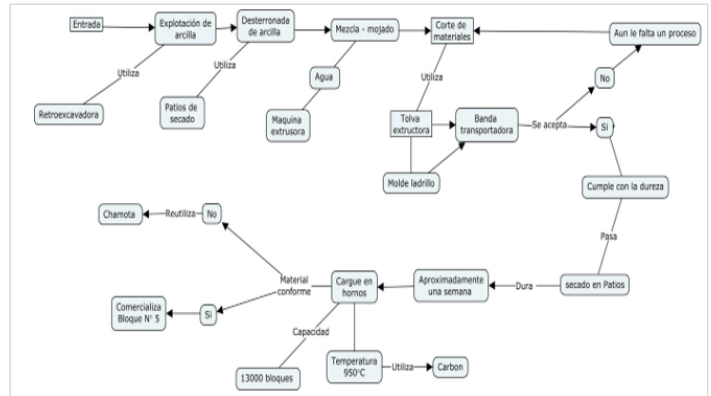 Entrada
Explotación de
arcilla
Desterronada
de arcilla
Mezcla - mojado
Corte de
materiales
Aun le falta un proceso
Utiliza
Utiliza
Agua
Utiliza
No
Retroexcavadora
Patios de
secado
Maquina
extrusora
Tolva
extructora
Banda
transportadora
Se acepta
Si
Molde ladrillo
Cumple con la dureza
Pasa
Chamota
Reutiliza
No
Material
conforme
Cargue en
hornos
Aproximadamente
una semana
Dura
secado en Patios
Comercializa
Bloque N° 5
Si
Capacidad
13000 bloques
Temperatura
950°C
Utiliza
Carbon